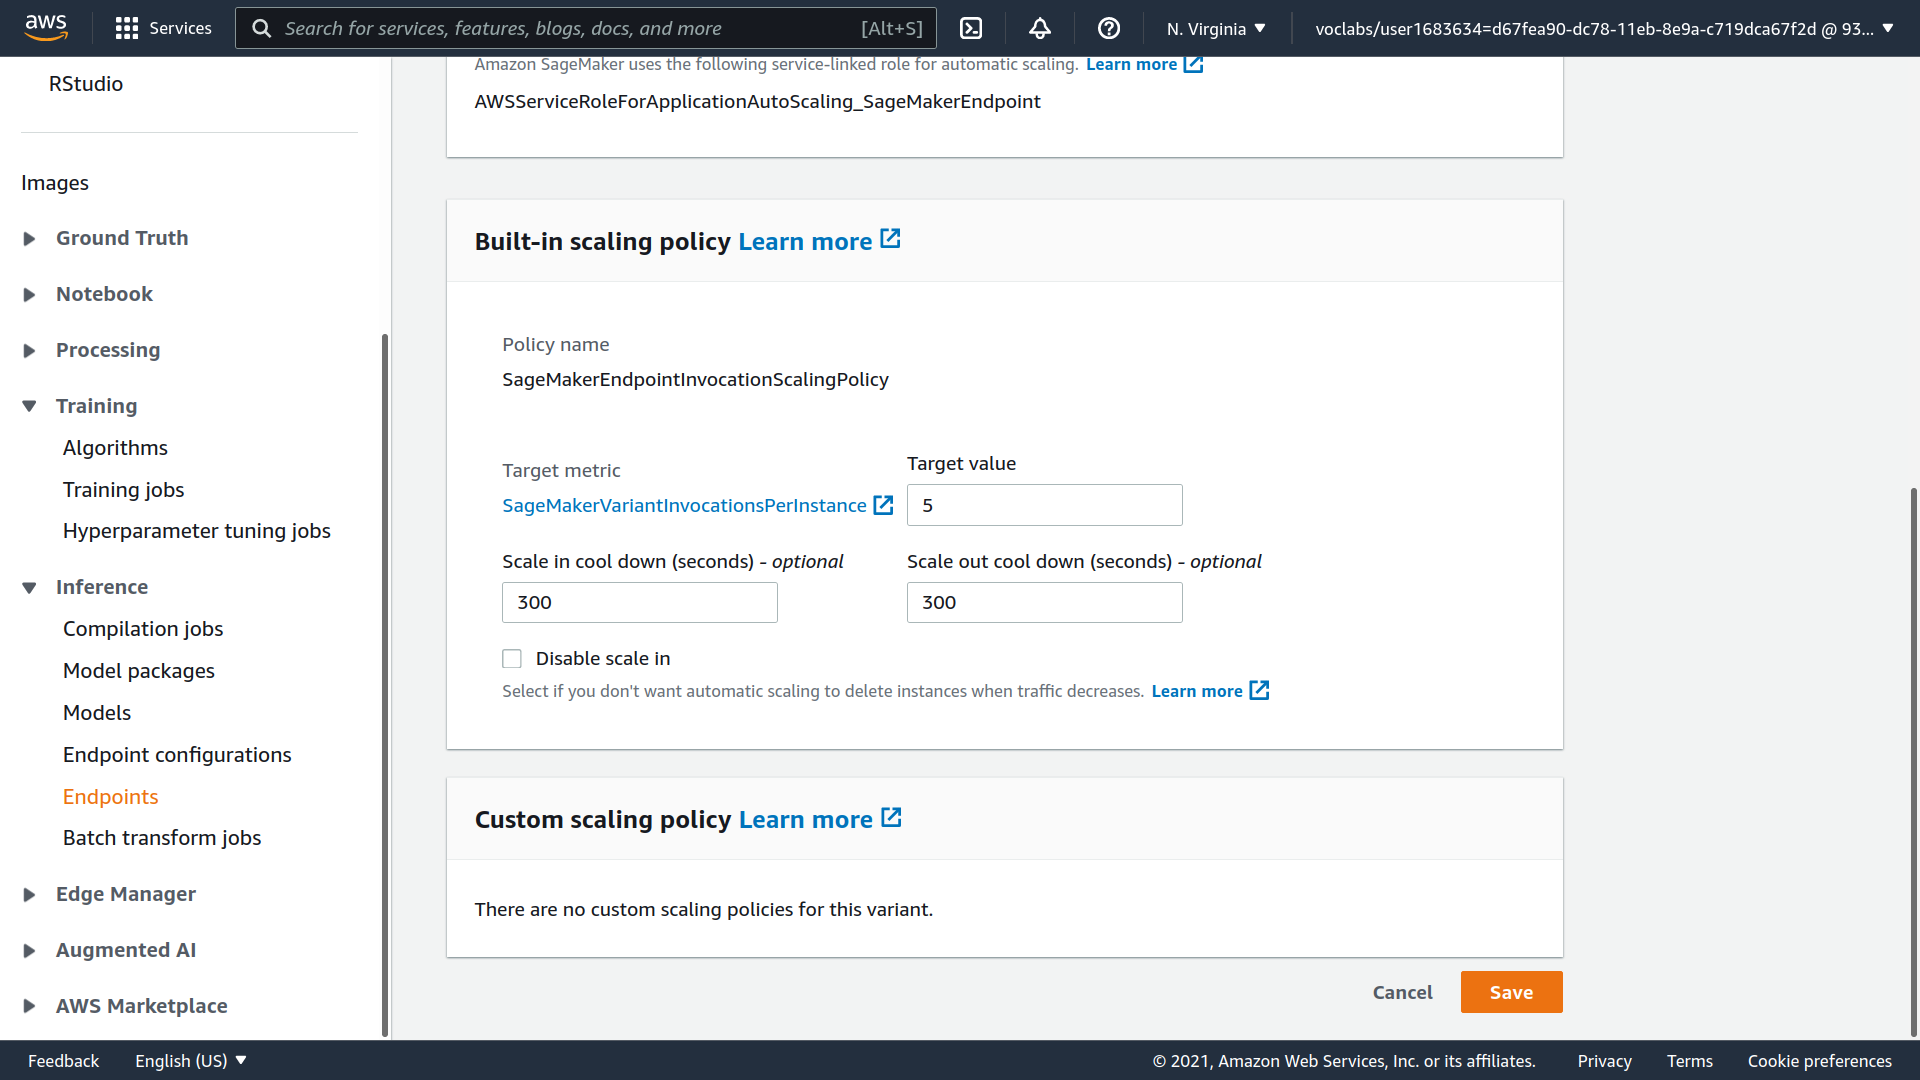 aws
Services
Search for services, features, blogs, docs, and more [Alt+S]
N. Virginia
voclabs/user1683634=d67fea90-dc78-11eb-8e9a-c719dca67f2d @ 93...
RStudio
Images
Ground Truth
Notebook
Processing
Training
Algorithms
Training jobs
Hyperparameter tuning jobs
Inference
Compilation jobs
Model packages
Models
Endpoint configurations
Endpoints
Batch transform jobs
Edge Manager
Augmented AI
AWS Marketplace
Amazon SageMaker uses the following service-linked role for automatic scaling. Learn more
AWSServiceRoleForApplicationAutoScaling_SageMakerEndpoint
Built-in scaling policy Learn more
Policy name
SageMakerEndpointInvocationScalingPolicy
Target metric
SageMakerVariantInvocationsPerInstance
Target value
5
Scale in cool down (seconds) - optional
300
Scale out cool down (seconds) - optional
300
Disable scale in
Select if you don't want automatic scaling to delete instances when traffic decreases. Learn more
Custom scaling policy Learn more
There are no custom scaling policies for this variant.
Cancel
Save
Feedback
English (US)
© 2021, Amazon Web Services, Inc. or its affiliates.
Privacy
Terms
Cookie preferences